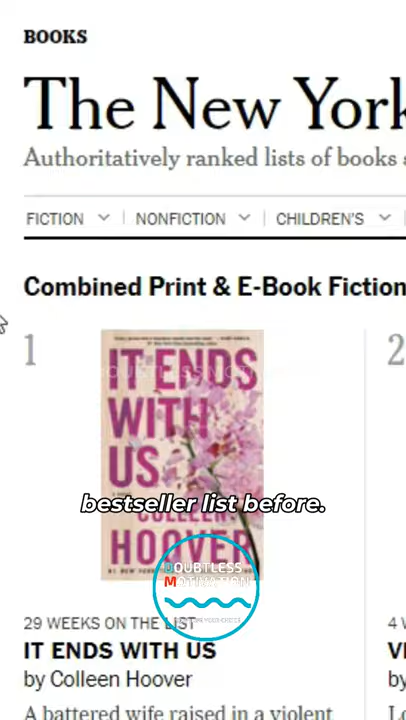 BOOKS
The New York
Authoritatively ranked lists of books
FICTION
NONFICTION
CHILDREN'S
Combined Print & E-Book Fiction
1
2
IT ENDS
WITH
US
COLLEEN
HOOVER
bestseller list before.
DOUBTLESS
MOTIVATION
29 WEEKS ON THE LIST
4
IT ENDS WITH US
by Colleen Hoover
by
A battered wife raised in a violent